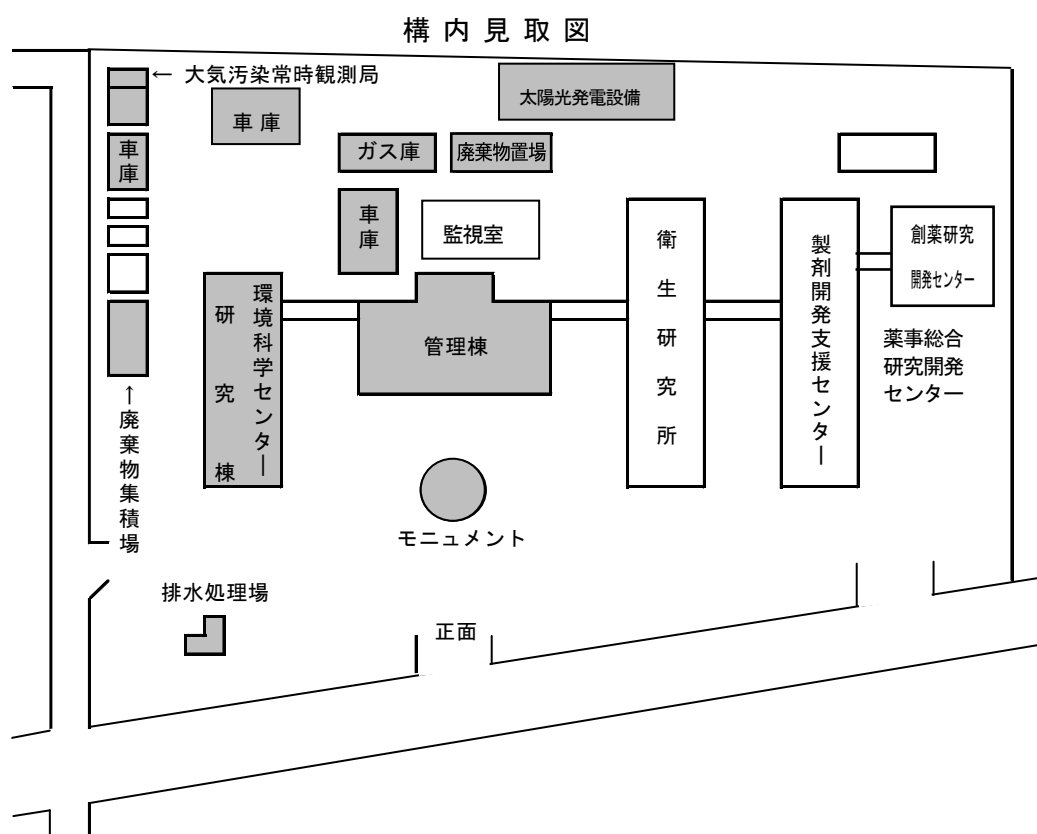 構内見取図
← 大気汚染常時観測局
太陽光発電設備
車庫
車庫
ガス庫
廃棄物置場
車庫
監視室
衛生研究所
製剤開発支援センター
創薬研究
開発センター
環境科学センター
研究棟
管理棟
薬事総合
研究開発
センター
↑
廃棄物集積場
モニュメント
排水処理場
正面